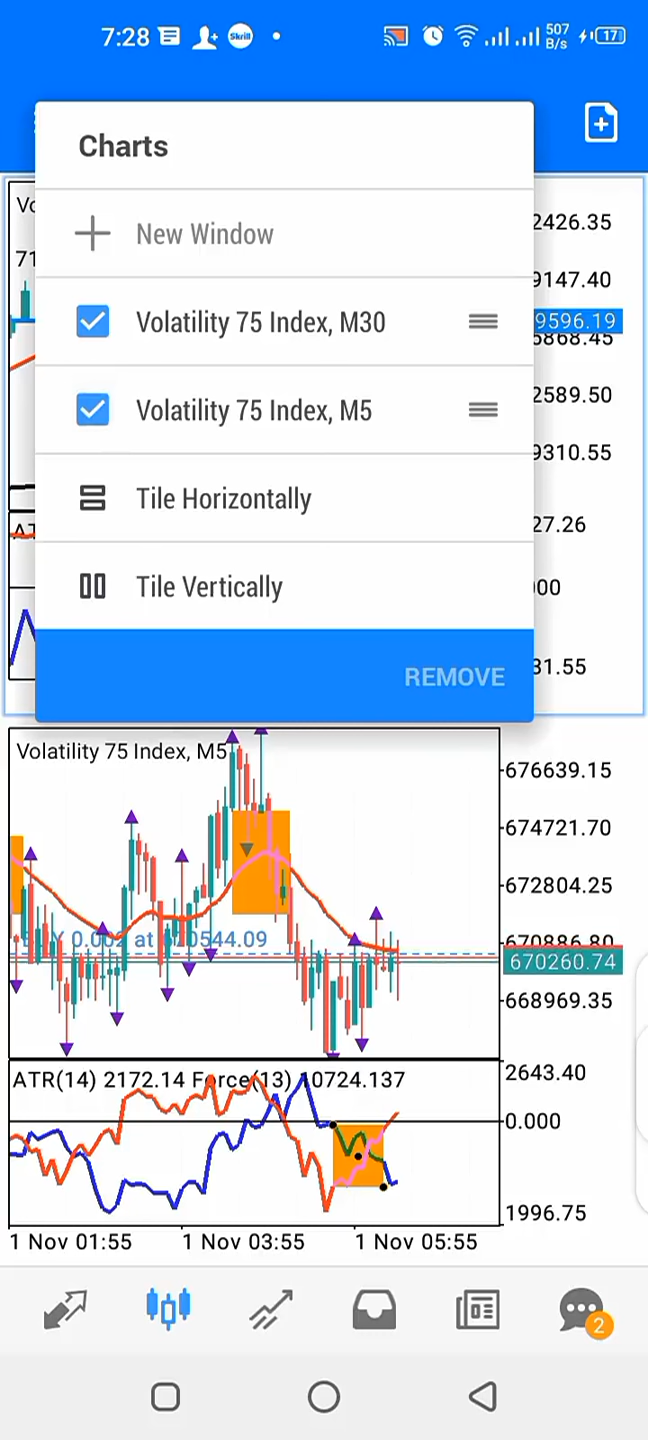 7:28
Skrill
507
B/s
17
Charts
New Window
Volatility 75 Index, M30
Volatility 75 Index, M5
Tile Horizontally
Tile Vertically
REMOVE
2426.35
9147.40
9596.19
5868.45
2589.50
9310.55
27.26
31.55
Volatility 75 Index, M5
676639.15
674721.70
672804.25
670886.80
670260.74
668969.35
ATR(14) 2172.14 Force(13) 10724.137
2643.40
0.000
1996.75
1 Nov 01:55
1 Nov 03:55
1 Nov 05:55
2